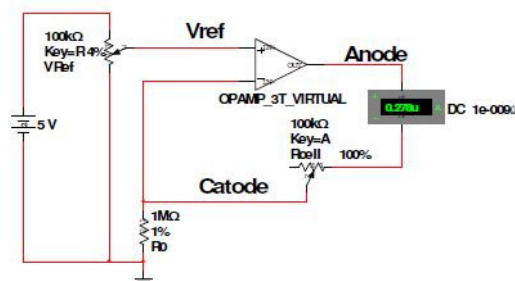 Vref
Anode
100kΩ
Key=R 4%
VRef
OUT
OPAMP_3T_VIRTUAL
5 V
0.278u
A
DC 1e-009Ω
100kΩ
Key=A
Rcell
100%
Catode
1MΩ
1%
R0